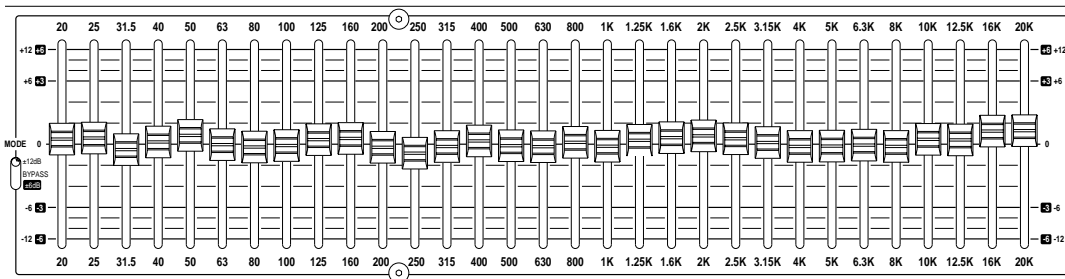 20 25 31.5 40 50 63 80 100 125 160 200 250 315 400 500 630 800 1K 1.25K 1.6K 2K 2.5K 3.15K 4K 5K 6.3K 8K 10K 12.5K 16K 20K
+12 +6 +6 +12
+6 +3 +3 +6
MODE 0 0
±12dB
BYPASS
±6dB
-6 -3 -3 -6
-12 -6 -6 -12
20 25 31.5 40 50 63 80 100 125 160 200 250 315 400 500 630 800 1K 1.25K 1.6K 2K 2.5K 3.15K 4K 5K 6.3K 8K 10K 12.5K 16K 20K